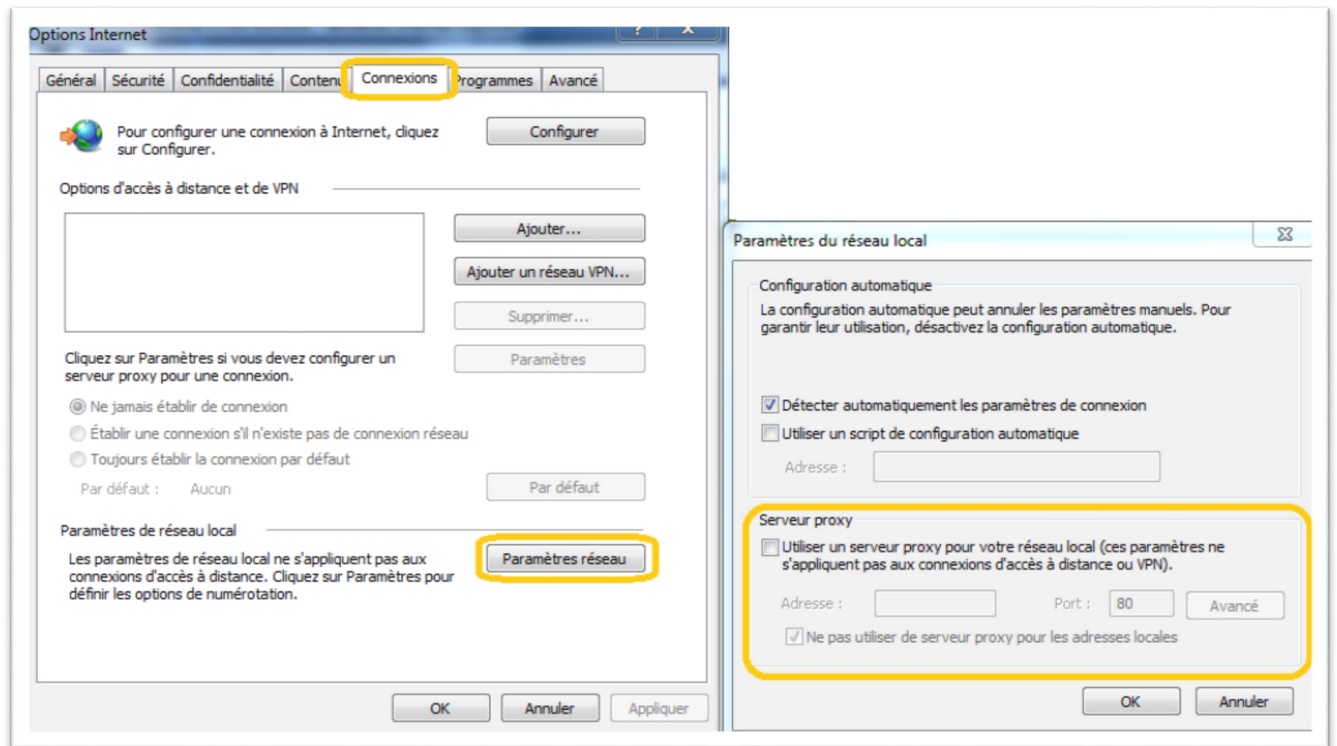 Options Internet
?
Général
Sécurité
Confidentialité
Contenu
Connexions
Programmes
Avancé
Pour configurer une connexion à Internet, cliquez
sur Configurer.
Configurer
Options d'accès à distance et de VPN
Ajouter...
Ajouter un réseau VPN...
Supprimer...
Cliquez sur Paramètres si vous devez configurer un
serveur proxy pour une connexion.
Paramètres
Ne jamais établir de connexion
Établir une connexion s'il n'existe pas de connexion réseau
Toujours établir la connexion par défaut
Par défaut :
Aucun
Par défaut
Paramètres de réseau local
Les paramètres de réseau local ne s'appliquent pas aux
connexions d'accès à distance. Cliquez sur Paramètres pour
définir les options de numérotation.
Paramètres réseau
OK
Annuler
Appliquer
Paramètres du réseau local
Configuration automatique
La configuration automatique peut annuler les paramètres manuels. Pour
garantir leur utilisation, désactivez la configuration automatique.
Détecter automatiquement les paramètres de connexion
Utiliser un script de configuration automatique
Adresse :
Serveur proxy
Utiliser un serveur proxy pour votre réseau local (ces paramètres ne
s'appliquent pas aux connexions d'accès à distance ou VPN).
Adresse :
Port :
80
Avancé
Ne pas utiliser de serveur proxy pour les adresses locales
OK
Annuler